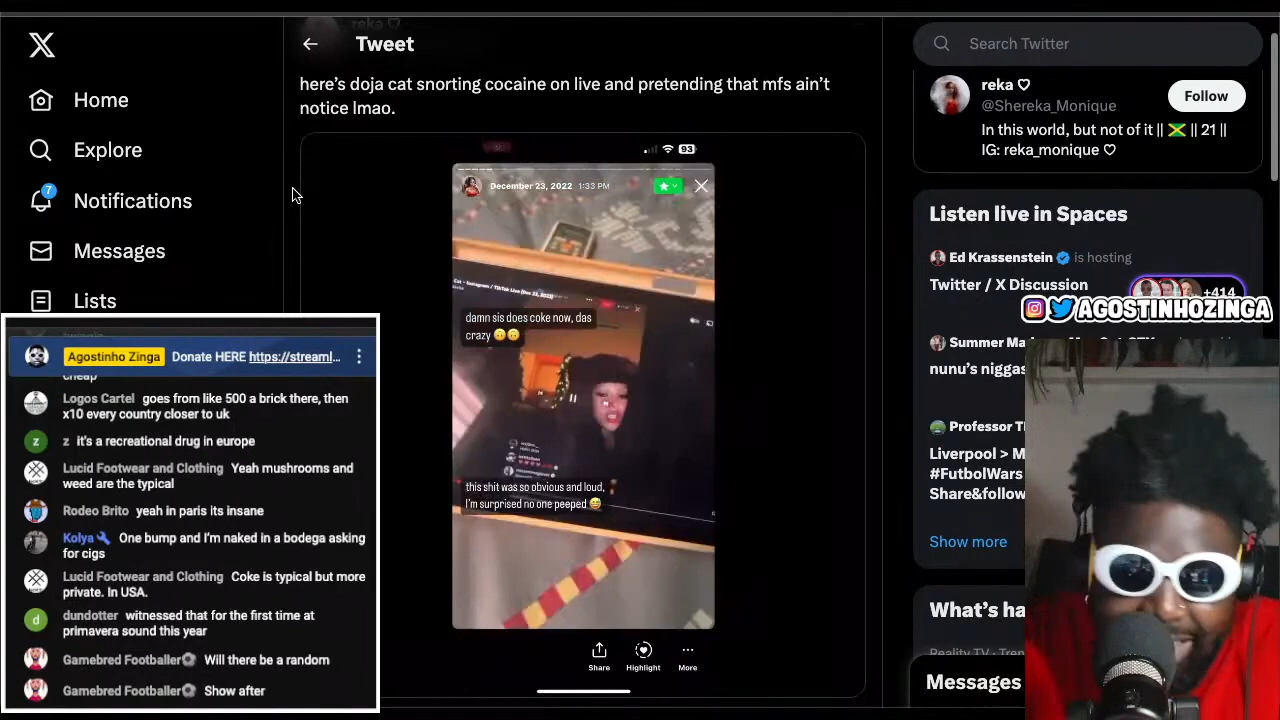 Home
Explore
7
Notifications
Messages
Lists
Tweet
here's doja cat snorting cocaine on live and pretending that mfs ain't
notice lmao.
93
December 23, 2022 1:33 PM
damn sis does coke now, das
crazy 🙃🙃
this shit was so obvious and loud,
I'm surprised no one peeped 😅
Share
Highlight
More
Search Twitter
reka ♡
@Shereka_Monique
Follow
In this world, but not of it || 🇯🇲 || 21 ||
IG: reka_monique ♡
Listen live in Spaces
Ed Krassenstein is hosting
Twitter / X Discussion
+414
AGOSTINHOZINGA
Summer
nunu's niggas
Professor
Liverpool >
#FutbolWars
Share&follow
Show more
What's ha
Messages
Agostinho Zinga Donate HERE https://streaml...
cheap
Logos Cartel goes from like 500 a brick there, then
x10 every country closer to uk
z it's a recreational drug in europe
Lucid Footwear and Clothing Yeah mushrooms and
weed are the typical
Rodeo Brito yeah in paris its insane
Kolya One bump and I'm naked in a bodega asking
for cigs
Lucid Footwear and Clothing Coke is typical but more
private. In USA.
dundotter witnessed that for the first time at
primavera sound this year
Gamebred Footballer⚽ Will there be a random
Gamebred Footballer⚽ Show after